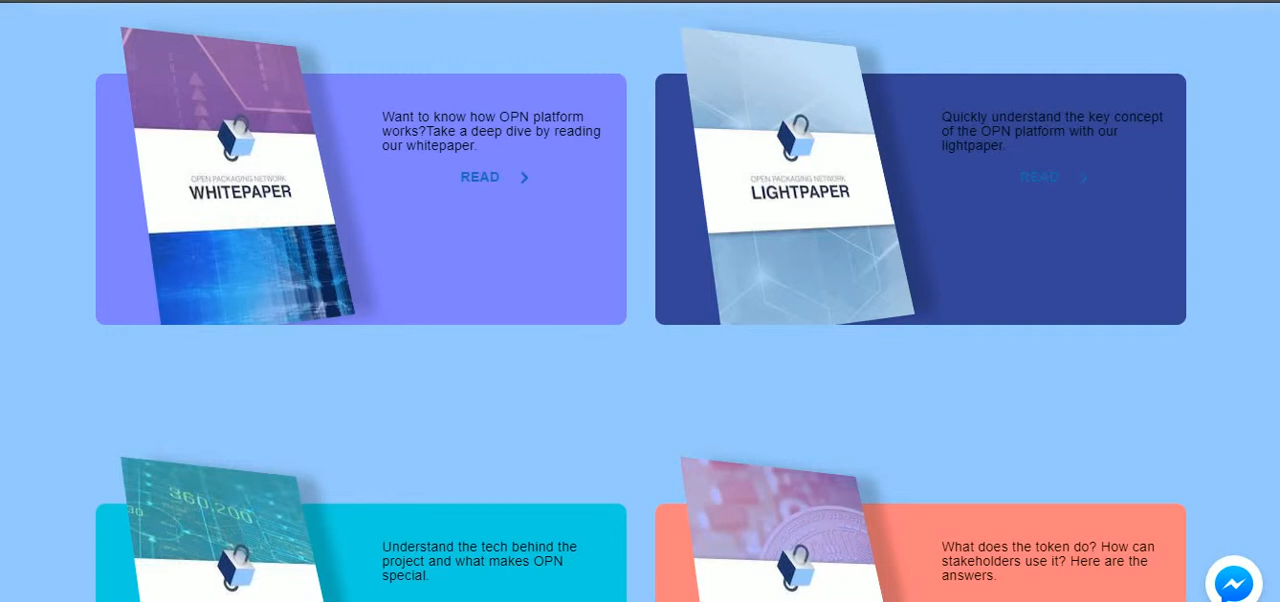 Want to know how OPN platform
works?Take a deep dive by reading
our whitepaper.
READ
OPEN PACKAGING NETWORK
WHITEPAPER
Quickly understand the key concept
of the OPN platform with our
lightpaper.
READ
OPEN PACKAGING NETWORK
LIGHTPAPER
360,200
30
Understand the tech behind the
project and what makes OPN
special.
What does the token do? How can
stakeholders use it? Here are the
answers.